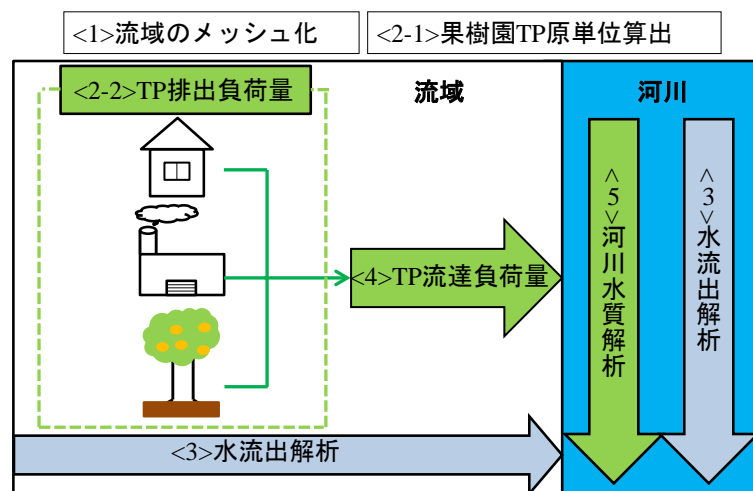 <1>流域のメッシュ化
<2-1>果樹園TP原単位算出
<2-2>TP排出負荷量
流域
河川
<4>TP流達負荷量
<5>河川水質解析
<3>水流出解析
<3>水流出解析